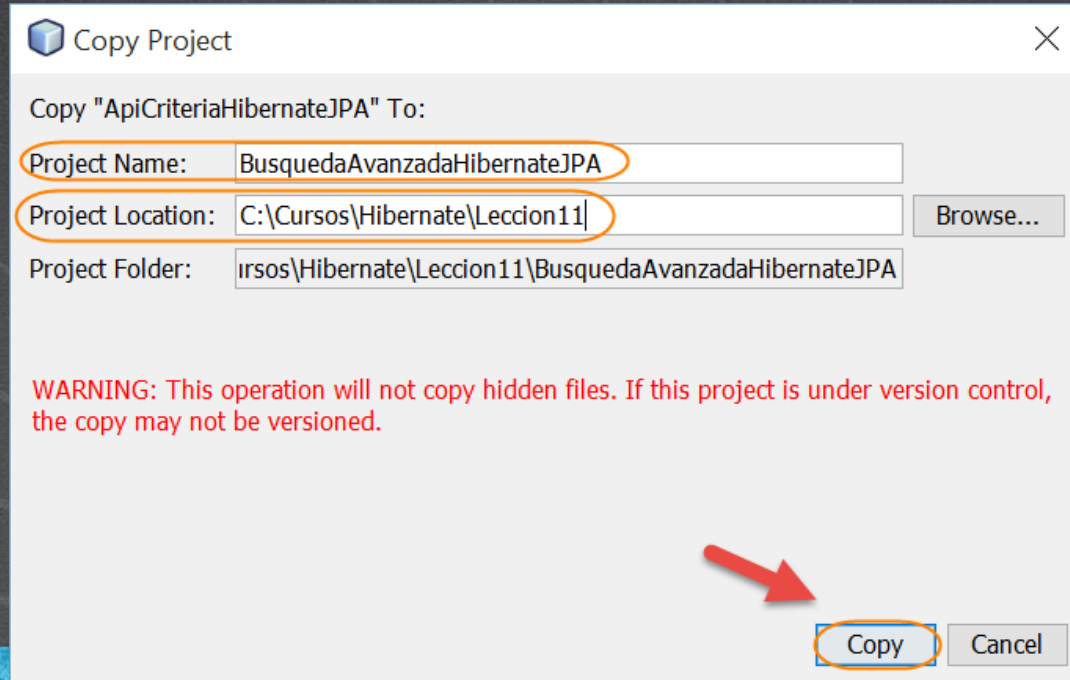 Copy Project
Copy "ApiCriteriaHibernateJPA" To:
Project Name: BusquedaAvanzadaHibernateJPA
Project Location: C:\Cursos\Hibernate\Leccion11 Browse...
Project Folder: ırsos\Hibernate\Leccion11\BusquedaAvanzadaHibernateJPA
WARNING: This operation will not copy hidden files. If this project is under version control,
the copy may not be versioned.
Copy Cancel